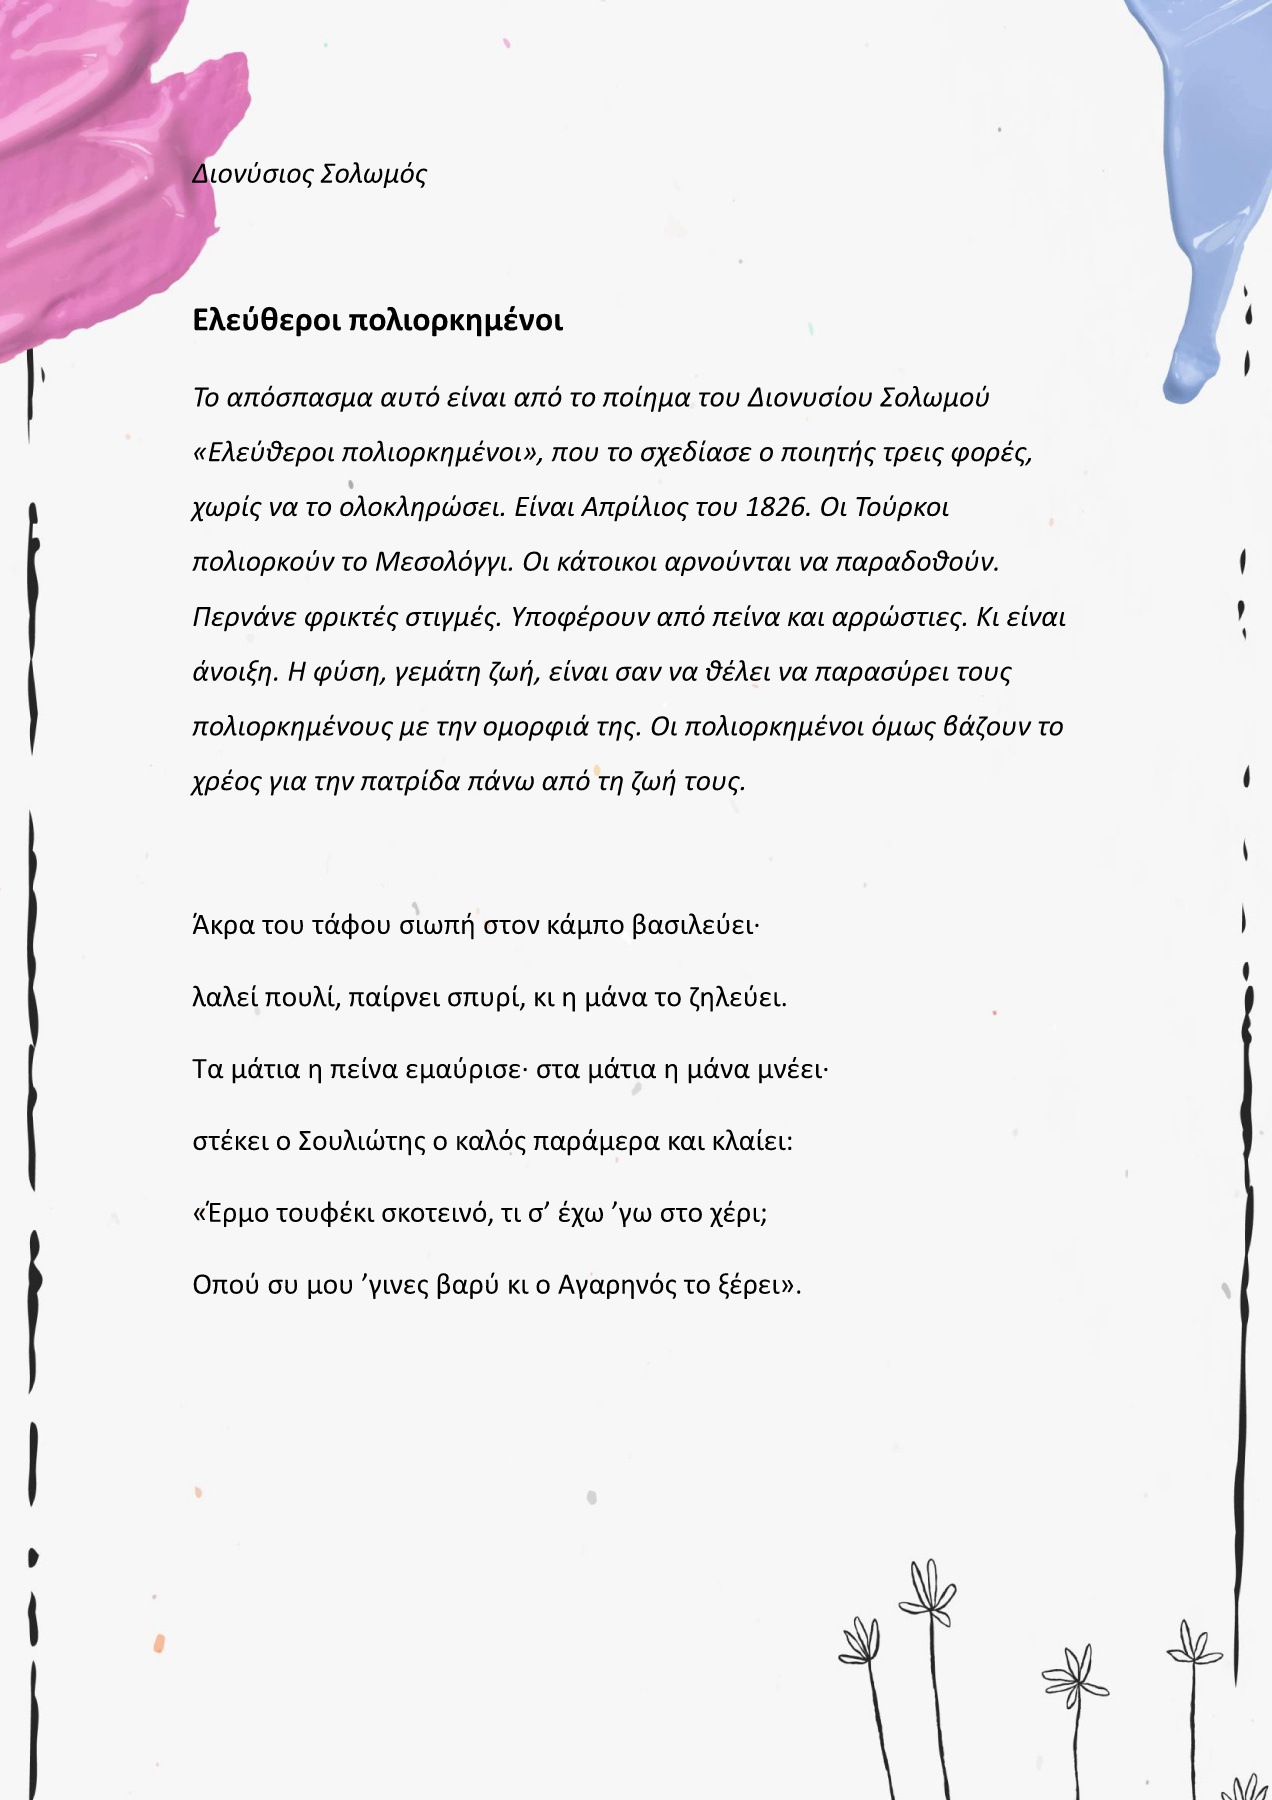 Διονύσιος Σολωμός
Ελεύθεροι πολιορκημένοι
Το απόσπασμα αυτό είναι από το ποίημα του Διονυσίου Σολωμού
«Ελεύθεροι πολιορκημένοι», που το σχεδίασε ο ποιητής τρεις φορές,
χωρίς να το ολοκληρώσει. Είναι Απρίλιος του 1826. Οι Τούρκοι
πολιορκούν το Μεσολόγγι. Οι κάτοικοι αρνούνται να παραδοθούν.
Περνάνε φρικτές στιγμές. Υποφέρουν από πείνα και αρρώστιες. Κι είναι
άνοιξη. Η φύση, γεμάτη ζωή, είναι σαν να θέλει να παρασύρει τους
πολιορκημένους με την ομορφιά της. Οι πολιορκημένοι όμως βάζουν το
χρέος για την πατρίδα πάνω από τη ζωή τους.
Άκρα του τάφου σιωπή στον κάμπο βασιλεύει·
λαλεί πουλί, παίρνει σπυρί, κι η μάνα το ζηλεύει.
Τα μάτια η πείνα εμαύρισε· στα μάτια η μάνα μνέει·
στέκει ο Σουλιώτης ο καλός παράμερα και κλαίει:
«Έρμο τουφέκι σκοτεινό, τι σ’ έχω ’γω στο χέρι;
Οπού συ μου ’γινες βαρύ κι ο Αγαρηνός το ξέρει».